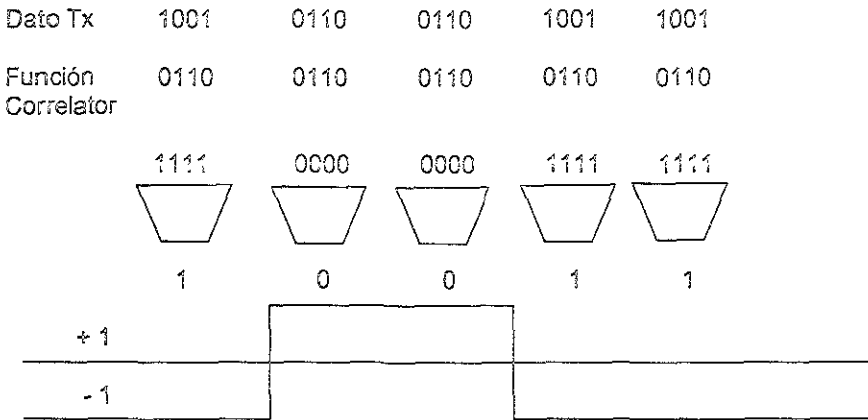 Dato Tx 1001 0110 0110 1001 1001
Función 0110 0110 0110 0110 0110
Correlator
1111 0000 0000 1111 1111
1 0 0 1 1
+ 1
- 1